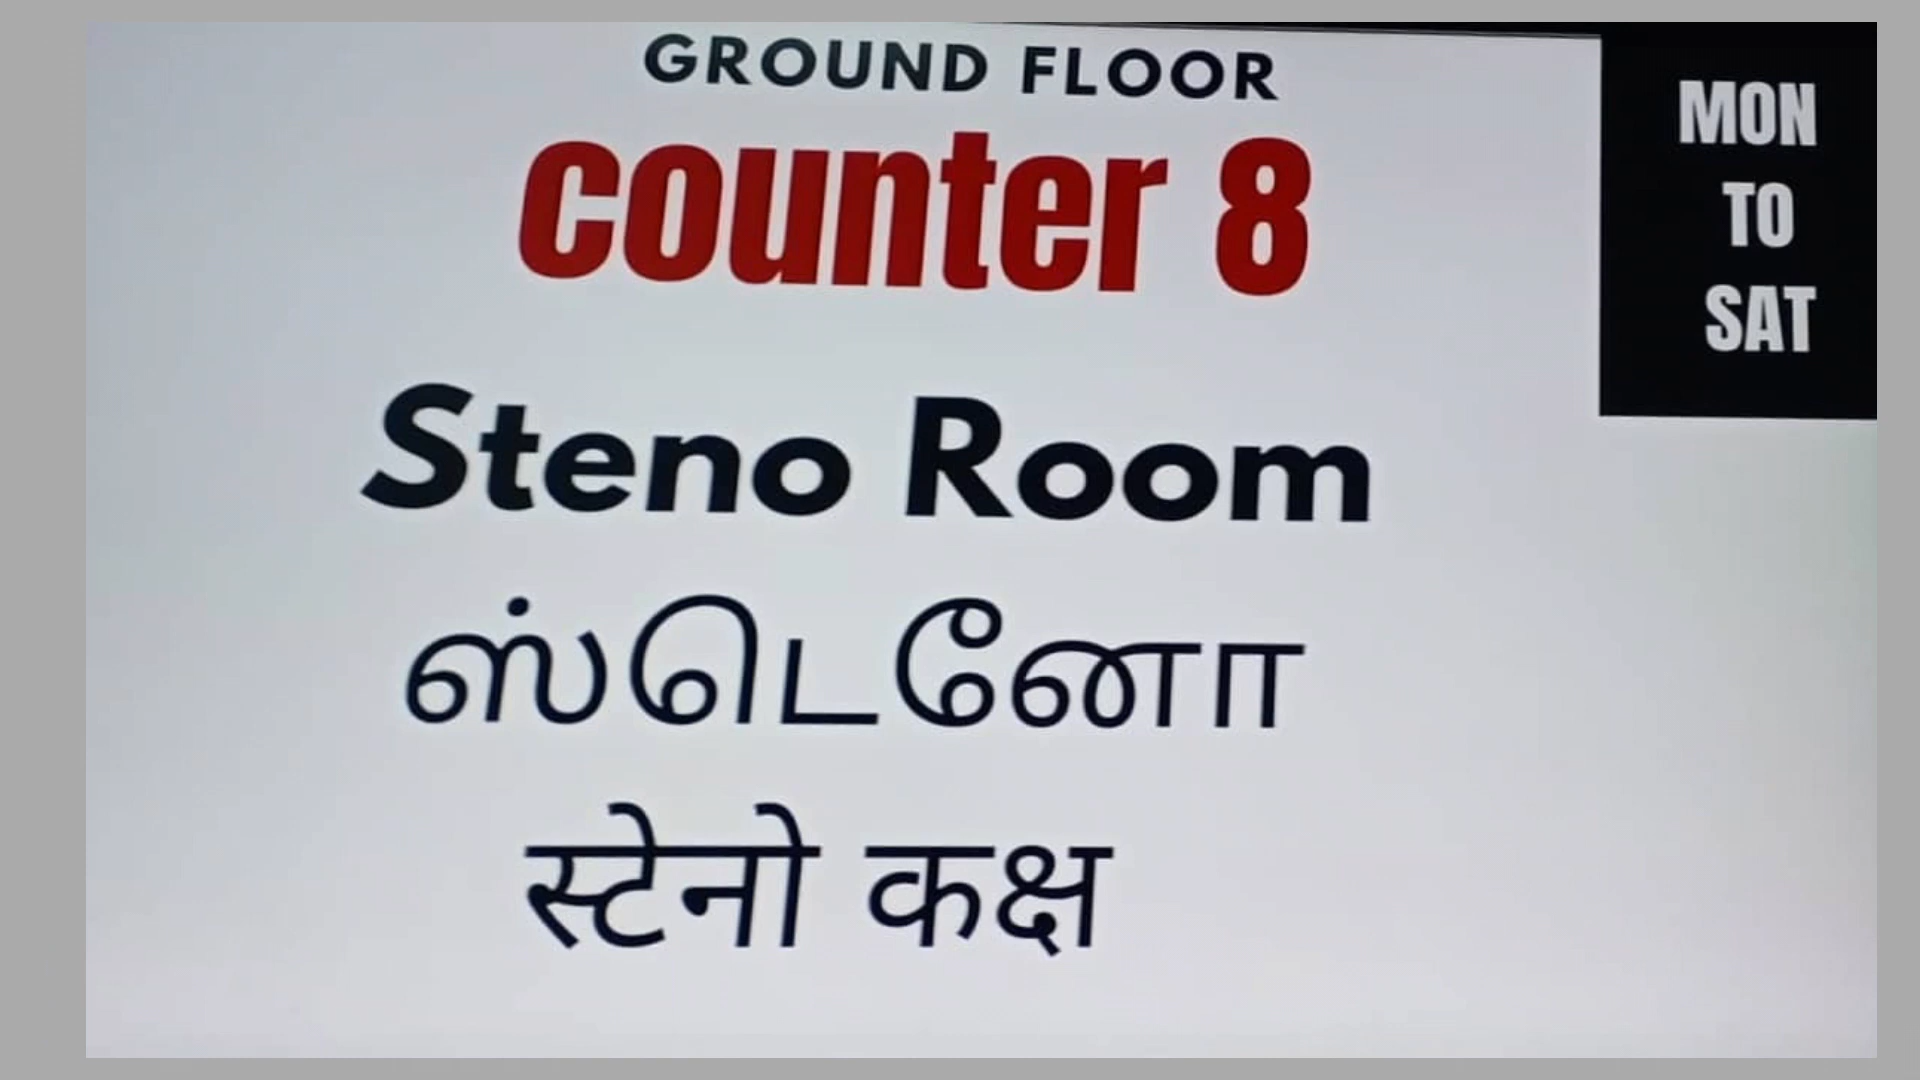 GROUND FLOOR
counter 8
MON
TO
SAT
Steno Room
ஸ்டெனோ
स्टेनो कक्ष